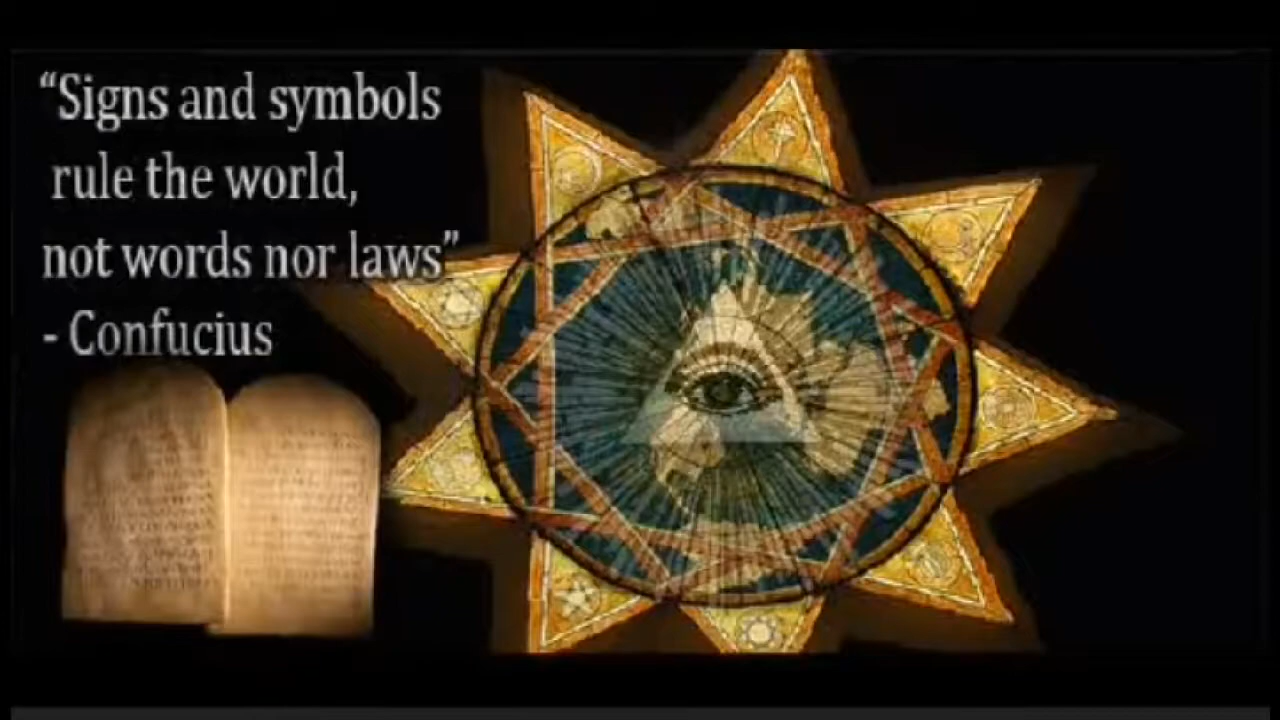 “Signs and symbols
rule the world,
not words nor laws”
- Confucius